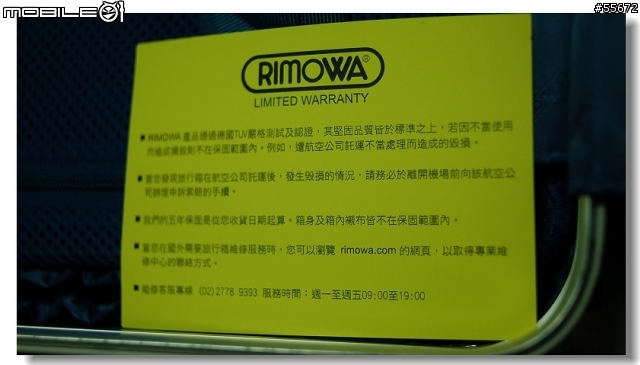 MOBILE01
#55672
RIMOWA®
LIMITED WARRANTY
■ RIMOWA 產品通過德國TUV嚴格測試及認證，其堅固品質皆於標準之上，若因不當使用
而造成損毀則不在保固範圍內。例如，遭航空公司託運不當處理而造成的毀損。
■ 當您發現旅行箱在航空公司託運後，發生毀損的情況，請務必於離開機場前向該航空公
司辦理申訴索賠的手續。
■ 我們的五年保固是從您收貨日期起算。箱身及箱內襯布皆不在保固範圍內。
■ 當您在國外需要旅行箱維修服務時，您可以瀏覽 rimowa.com 的網頁，以取得專業維
修中心的聯絡方式。
■ 維修客服專線 (02)2778 9393 服務時間：週一至週五09:00至19:00